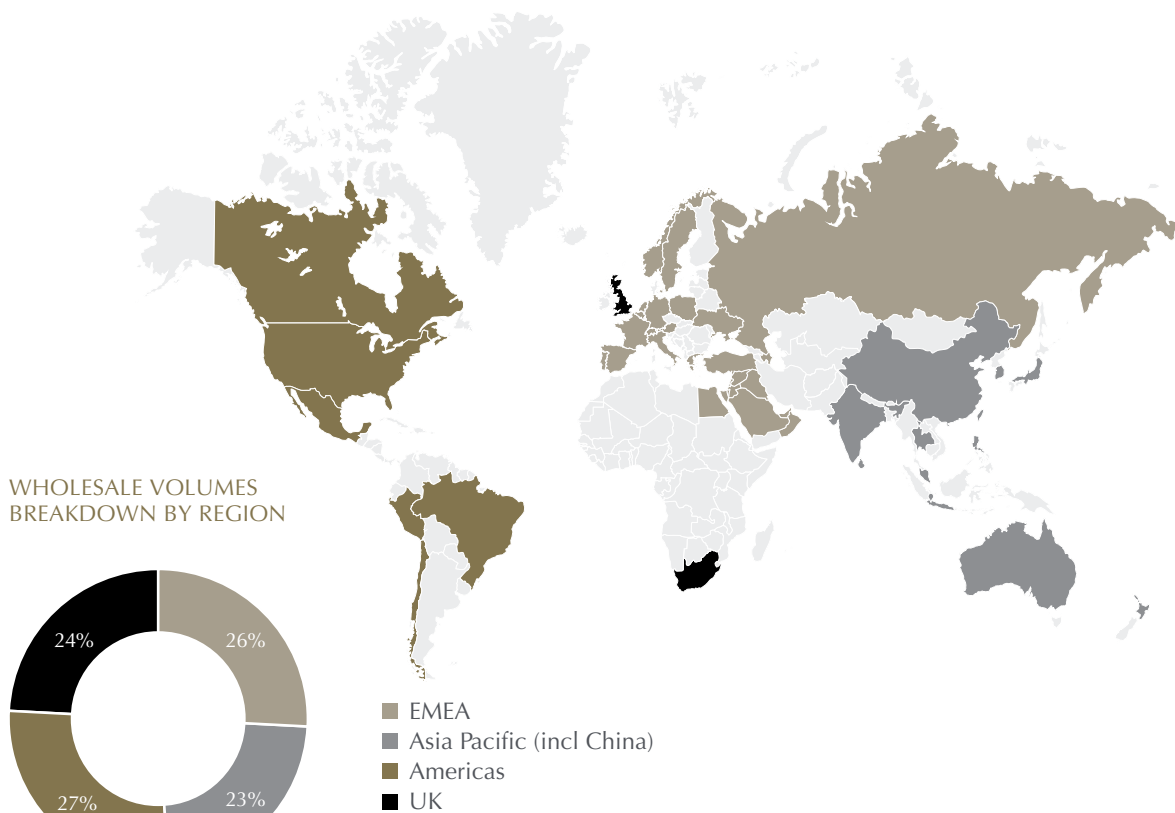 WHOLESALE VOLUMES
BREAKDOWN BY REGION
24%
26%
27%
23%
EMEA
Asia Pacific (incl China)
Americas
UK